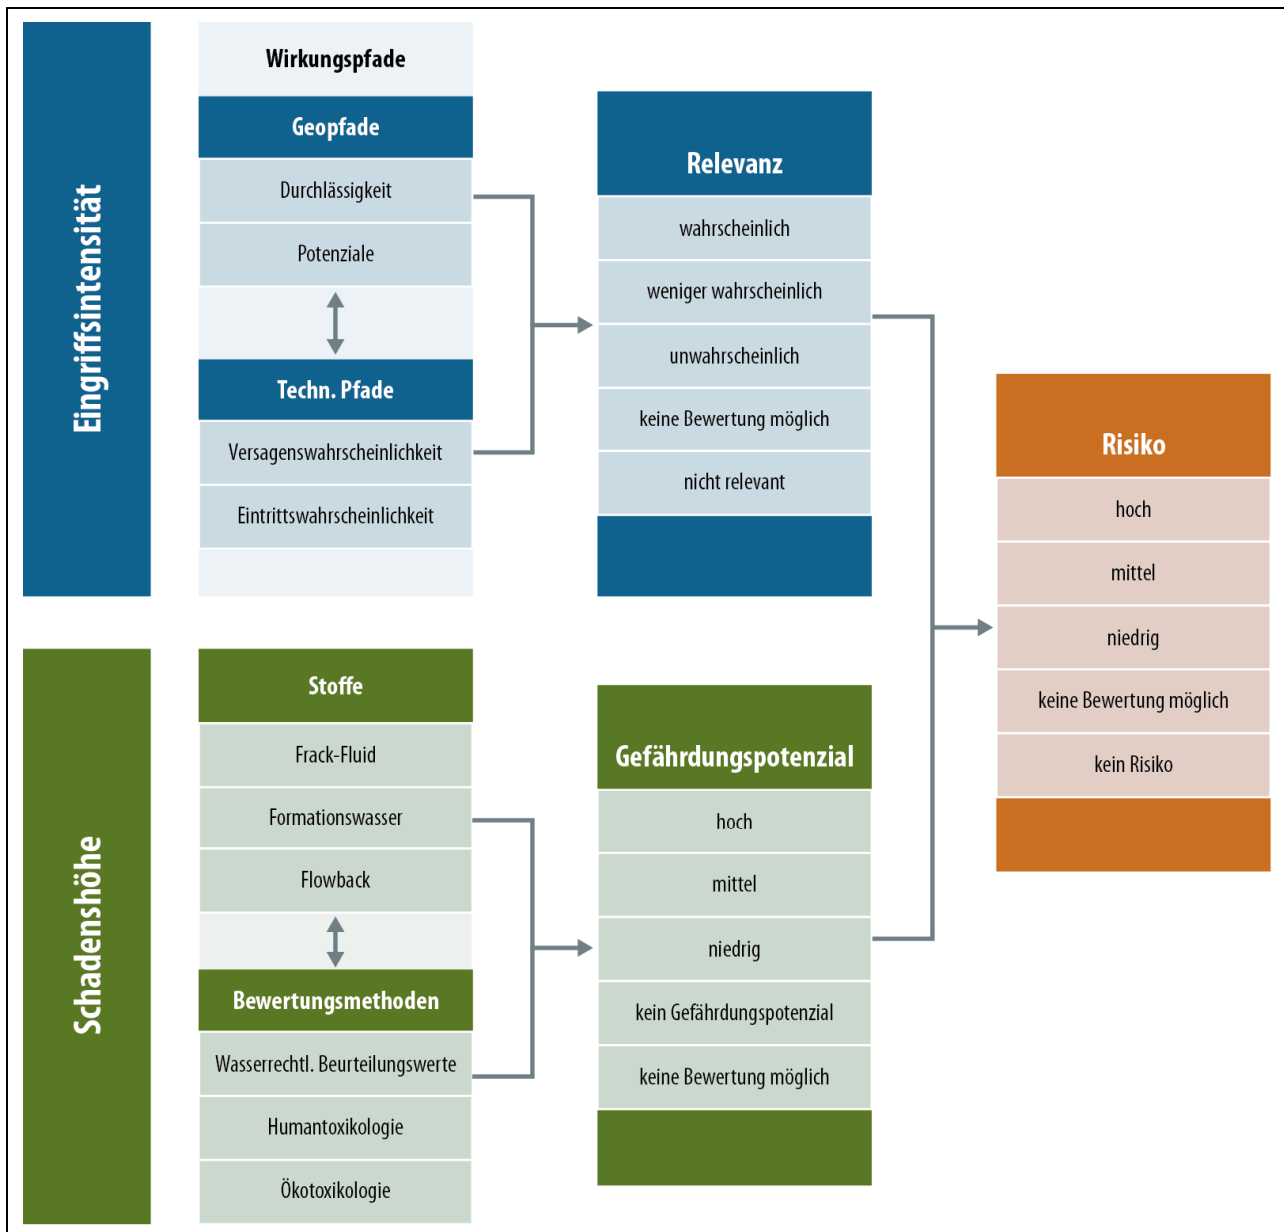 Eingriffsintensität
Wirkungspfade
Geopfade
Durchlässigkeit
Potenziale
Techn. Pfade
Versagenswahrscheinlichkeit
Eintrittswahrscheinlichkeit
Relevanz
wahrscheinlich
weniger wahrscheinlich
unwahrscheinlich
keine Bewertung möglich
nicht relevant
Schadenshöhe
Stoffe
Frack-Fluid
Formationswasser
Flowback
Bewertungsmethoden
Wasserrechtl. Beurteilungswerte
Humantoxikologie
Ökotoxikologie
Gefährdungspotenzial
hoch
mittel
niedrig
kein Gefährdungspotenzial
keine Bewertung möglich
Risiko
hoch
mittel
niedrig
keine Bewertung möglich
kein Risiko